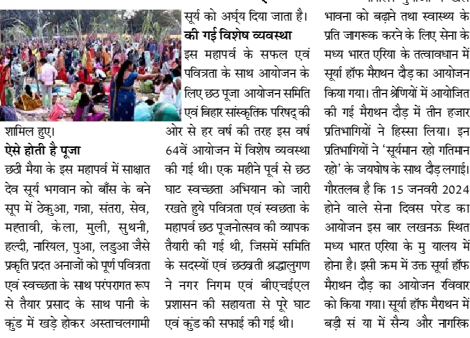 शामिल हुए।
ऐसे होती है पूजा
छठी मैया के इस महापर्व में साक्षात
देव सूर्य भगवान को बाँस के बने
सूप में ठेकुआ, गन्ना, संतरा, सेव,
महतावी, केला, मुली, सुथनी,
हल्दी, नारियल, पुआ, लडुआ जैसे
प्रकृति प्रदत अनाजों को पूर्ण पवित्रता
एवं स्वच्छता के साथ परंपरागत रूप
से तैयार प्रसाद के साथ पानी के
कुंड में खड़े होकर अस्ताचलगामी
सूर्य को अर्घ्य दिया जाता है।
की गई विशेष व्यवस्था
इस महापर्व के सफल एवं
पवित्रता के साथ आयोजन के
लिए छठ पूजा आयोजन समिति
एवं बिहार सांस्कृतिक परिषद् की
ओर से हर वर्ष की तरह इस वर्ष
64वें आयोजन में विशेष व्यवस्था
की गई थी। एक महीने पूर्व से छठ
घाट स्वच्छता अभियान को जारी
रखते हुये पवित्रता एवं स्वछता के
महापर्व छठ पूजनोत्सव की व्यापक
तैयारी की गई थी, जिसमें समिति
के सदस्यों एवं छठव्रती श्रद्धालुगण
ने नगर निगम एवं बीएचईएल
प्रशासन की सहायता से पूरे घाट
एवं कुंड की सफाई की गई थी।
भावना को बढ़ाने तथा स्वास्थ्य के
प्रति जागरूक करने के लिए सेना के
मध्य भारत एरिया के तत्वावधान में
सूर्या हॉफ मैराथन दौड़ का आयोजन
किया गया। तीन श्रेणियों में आयोजित
की गई मैराथन दौड़ में तीन हजार
प्रतिभागियों ने हिस्सा लिया। इन
प्रतिभागियों ने 'सूर्यमान रहो गतिमान
रहो' के जयघोष के साथ दौड़ लगाई।
गौरतलब है कि 15 जनवरी 2024
होने वाले सेना दिवस परेड का
आयोजन इस बार लखनऊ स्थित
मध्य भारत एरिया के मु यालय में
होना है। इसी क्रम में उक्त सूर्या हॉफ
मैराथन दौड़ का आयोजन रविवार
को किया गया। सूर्या हॉफ मैराथन में
बड़ी सं या में सैन्य और नागरिक